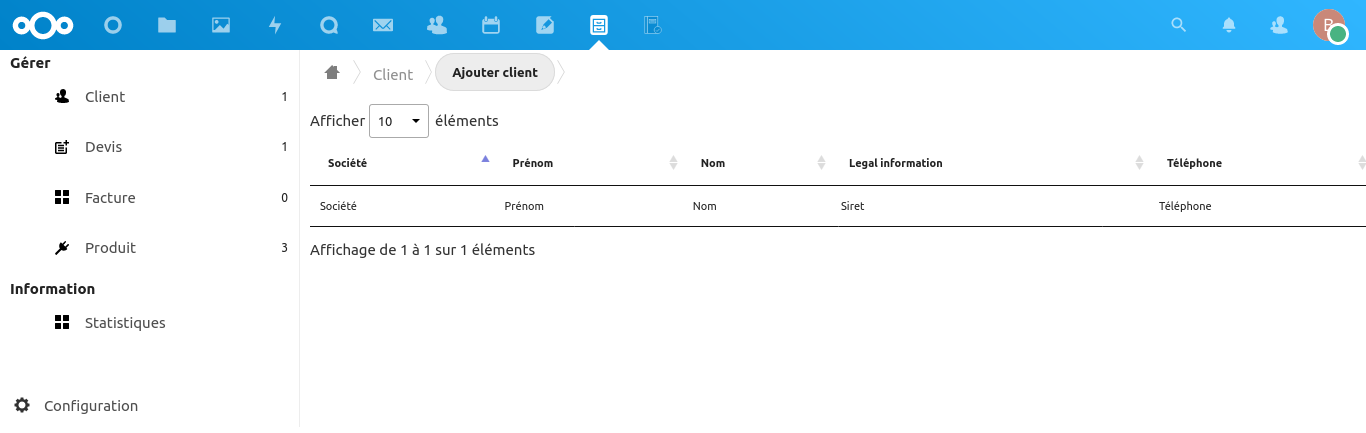 B
Gérer
Client 1
Devis 1
Facture 0
Produit 3
Information
Statistiques
Configuration
Client
Ajouter client
Afficher 10 éléments
Société Prénom Nom Legal information Téléphone
Société Prénom Nom Siret Téléphone
Affichage de 1 à 1 sur 1 éléments